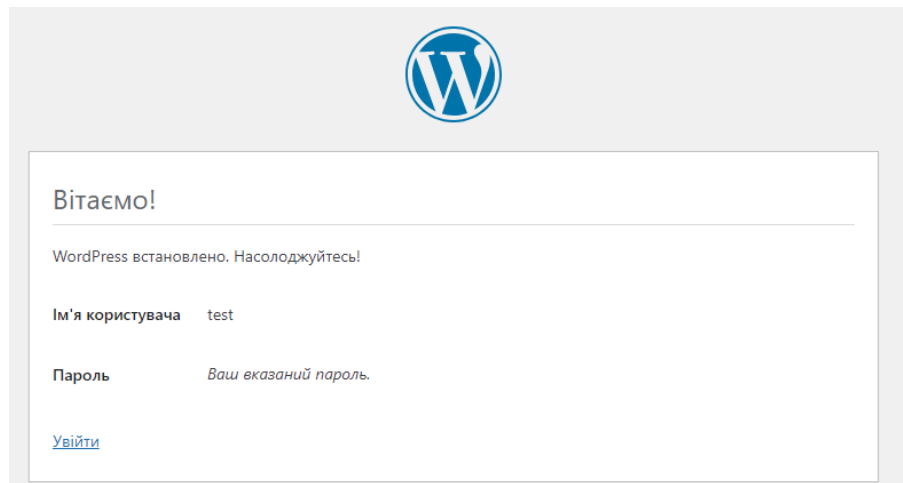 Вітаємо!
WordPress встановлено. Насолоджуйтесь!
Ім'я користувача test
Пароль Ваш вказаний пароль.
Увійти